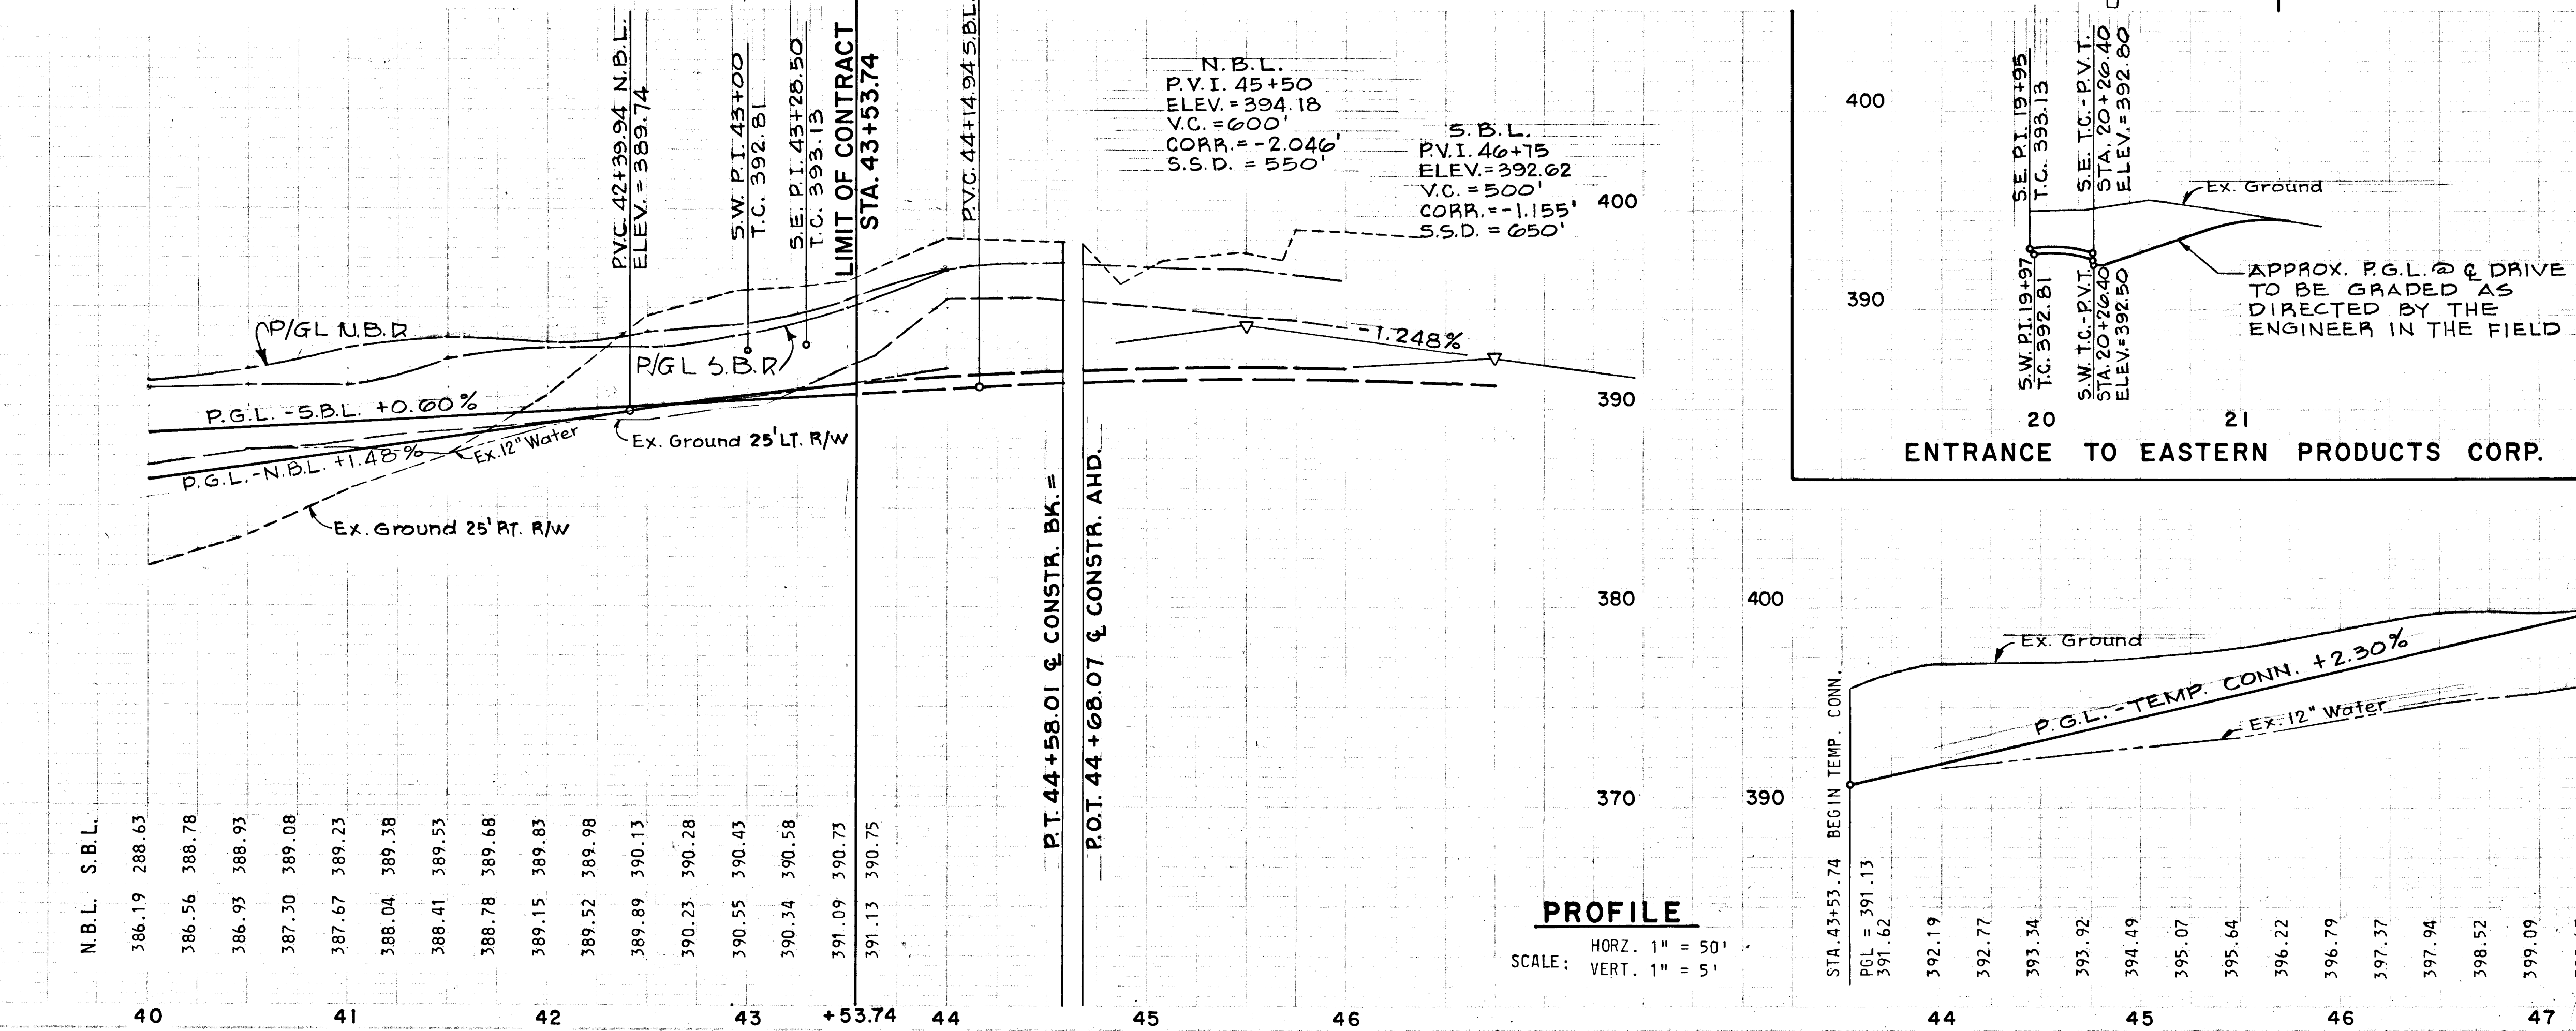 P.V.C. 42+39.94 N.B.L.
ELEV. = 389.74
S.W. P.I. 43+00
T.C. 392.81
S.E. P.I. 43+28.50
T.C. 393.13
LIMIT OF CONTRACT
STA. 43+53.74
P.V.C. 44+14.94 S.B.L.
N.B.L.
P.V.I. 45+50
ELEV. = 394.18
V.C. = 600'
CORR. = -2.046'
S.S.D. = 550'
S.B.L.
P.V.I. 46+75
ELEV. = 392.62
V.C. = 500'
CORR. = -1.155'
S.S.D. = 650'
400
390
380
370
P/GL N.B.R
P/GL S.B.R
P.G.L. - S.B.L. +0.60%
P.G.L. - N.B.L. +1.48%
Ex. 12" Water
Ex. Ground 25' LT. R/W
Ex. Ground 25' RT. R/W
-1.248%
P.T. 44+58.01 ℄ CONSTR. BK. =
P.O.T. 44+68.07 ℄ CONSTR. AHD.
S.B.L. 288.63 388.78 388.93 389.08 389.23 389.38 389.53 389.68 389.83 389.98 390.13 390.28 390.43 390.58 390.73 390.75
N.B.L. 386.19 386.56 386.93 387.30 387.67 388.04 388.41 388.78 389.15 389.52 389.89 390.23 390.55 390.34 391.09 391.13
40 41 42 43 +53.74 44 45 46
PROFILE
SCALE: HORZ. 1" = 50'
VERT. 1" = 5'
400
390
S.E. P.I. 19+95
T.C. 393.13
S.E. T.C. - P.V.T.
STA. 20+26.40
ELEV. = 392.80
S.W. P.I. 19+97
T.C. 392.81
S.W. T.C. - P.V.T.
STA. 20+26.40
ELEV. = 392.50
Ex. Ground
APPROX. P.G.L. @ ℄ DRIVE
TO BE GRADED AS
DIRECTED BY THE
ENGINEER IN THE FIELD
20 21
ENTRANCE TO EASTERN PRODUCTS CORP.
400
390
Ex. Ground
P.G.L. - TEMP. CONN. +2.30%
Ex. 12" Water
STA. 43+53.74 BEGIN TEMP. CONN.
PGL = 391.13
391.62 392.19 392.77 393.34 393.92 394.49 395.07 395.64 396.22 396.79 397.37 397.94 398.52 399.09
44 45 46 47